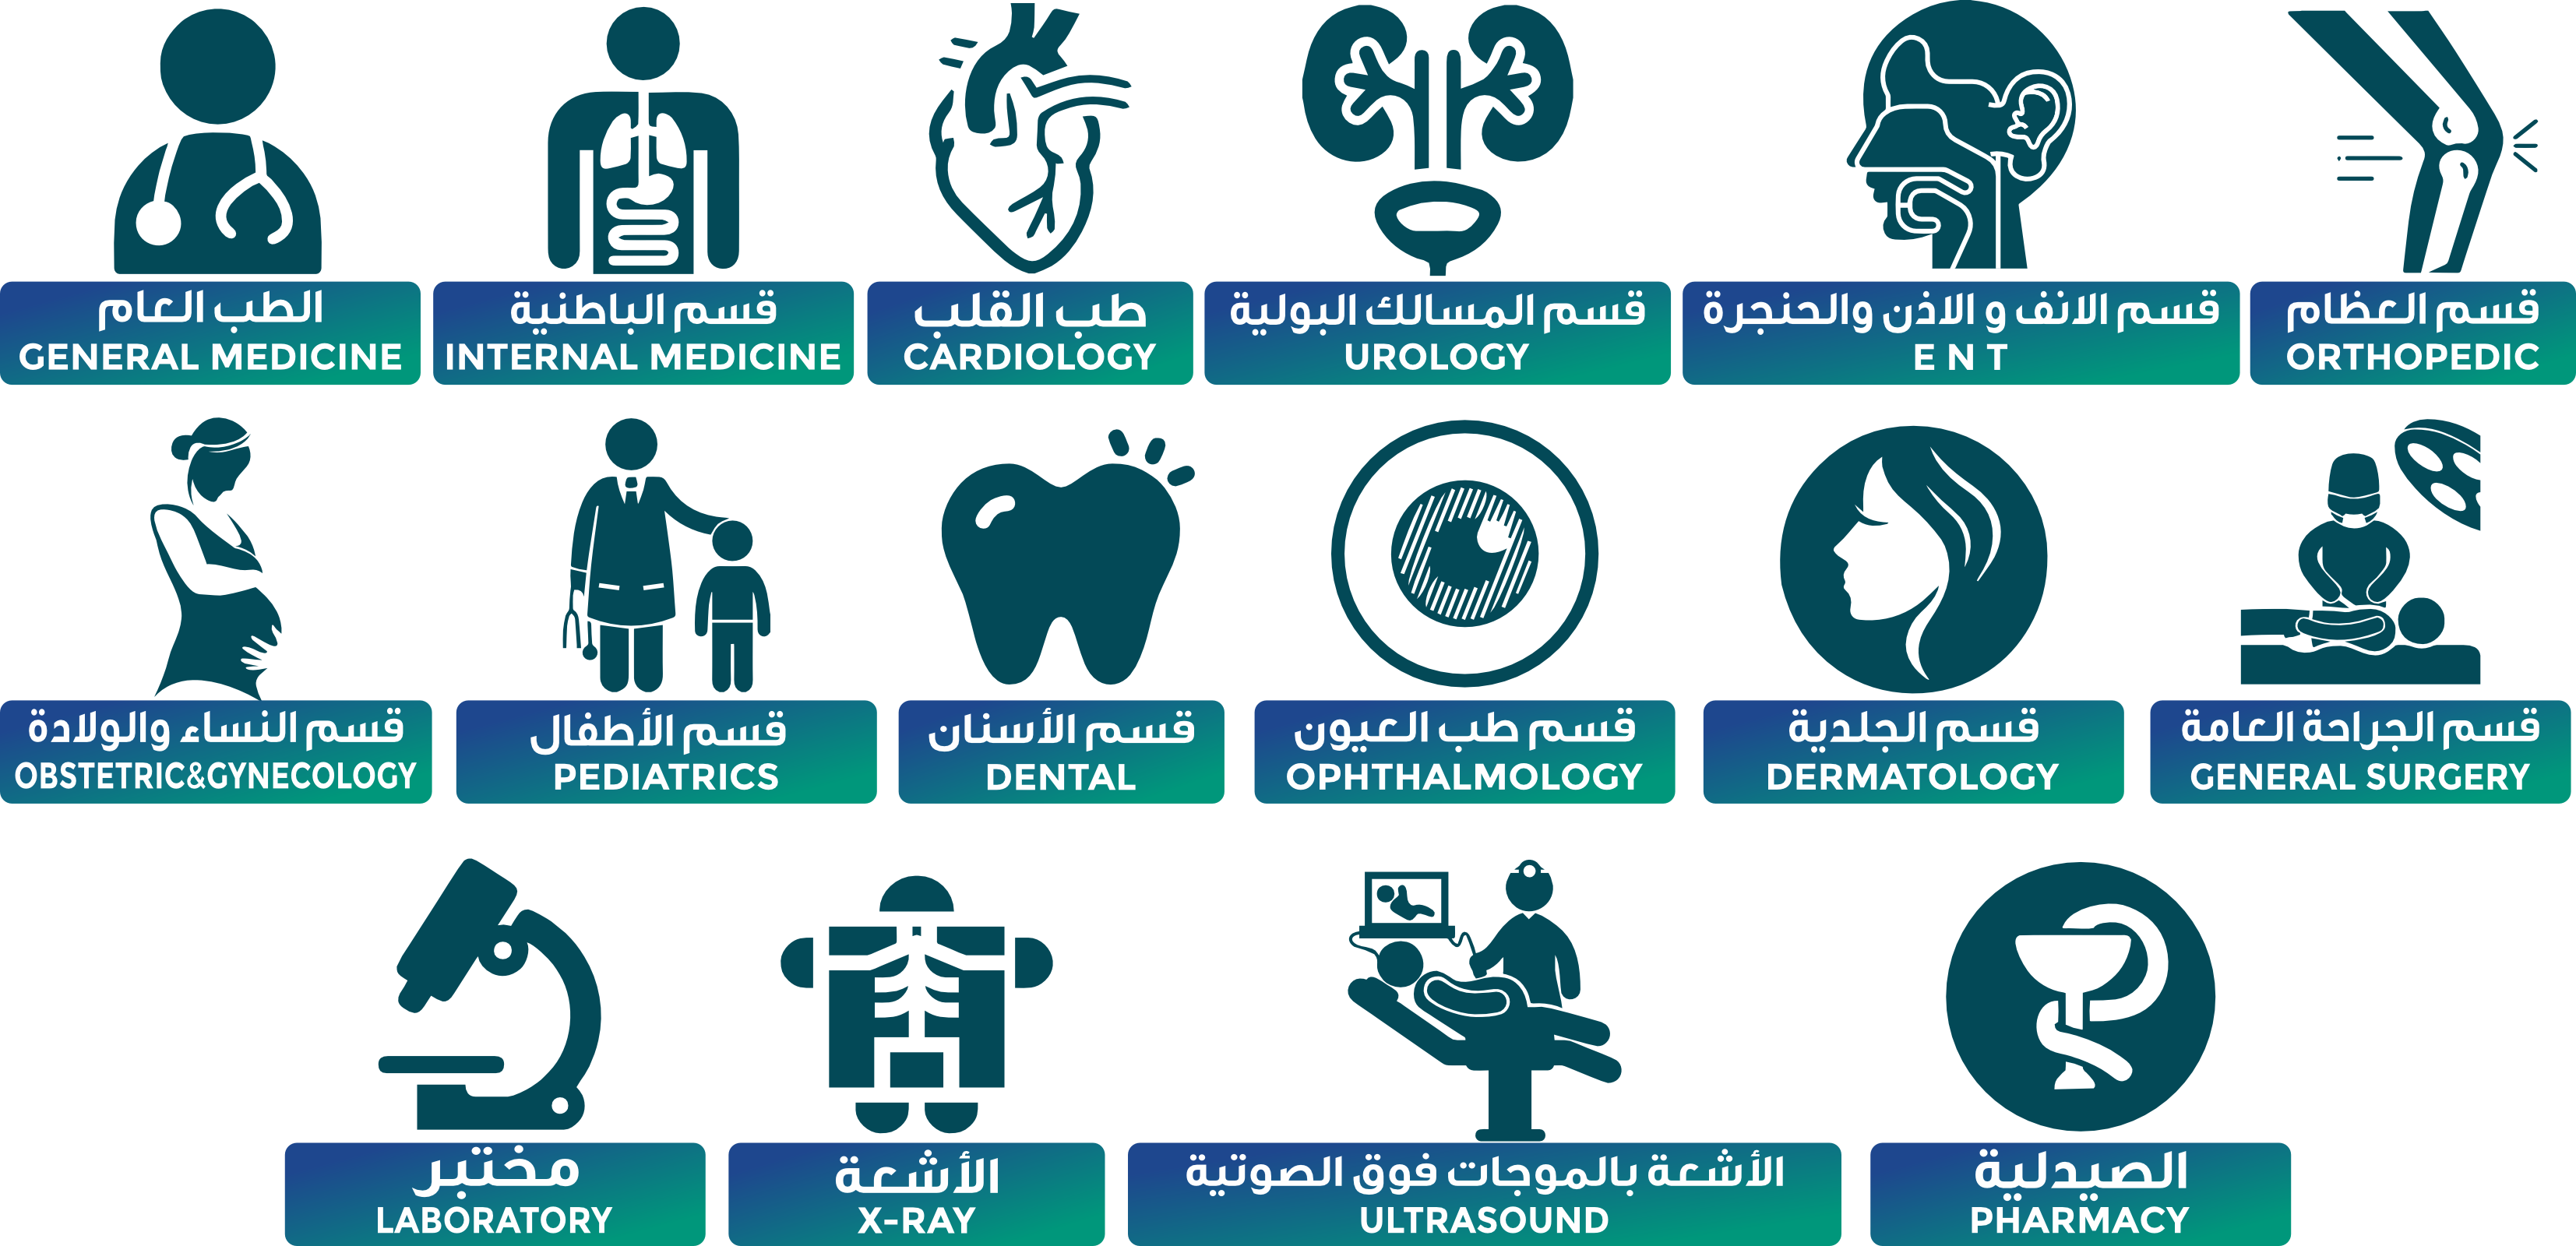 الطب العام
GENERAL MEDICINE
قسم الباطنية
INTERNAL MEDICINE
طب القلب
CARDIOLOGY
قسم المسالك البولية
UROLOGY
قسم الانف و الاذن والحنجرة
E N T
قسم العظام
ORTHOPEDIC
قسم النساء والولادة
OBSTETRIC&GYNECOLOGY
قسم الأطفال
PEDIATRICS
قسم الأسنان
DENTAL
قسم طب العيون
OPHTHALMOLOGY
قسم الجلدية
DERMATOLOGY
قسم الجراحة العامة
GENERAL SURGERY
مختبر
LABORATORY
الأشعة
X-RAY
الأشعة بالموجات فوق الصوتية
ULTRASOUND
الصيدلية
PHARMACY